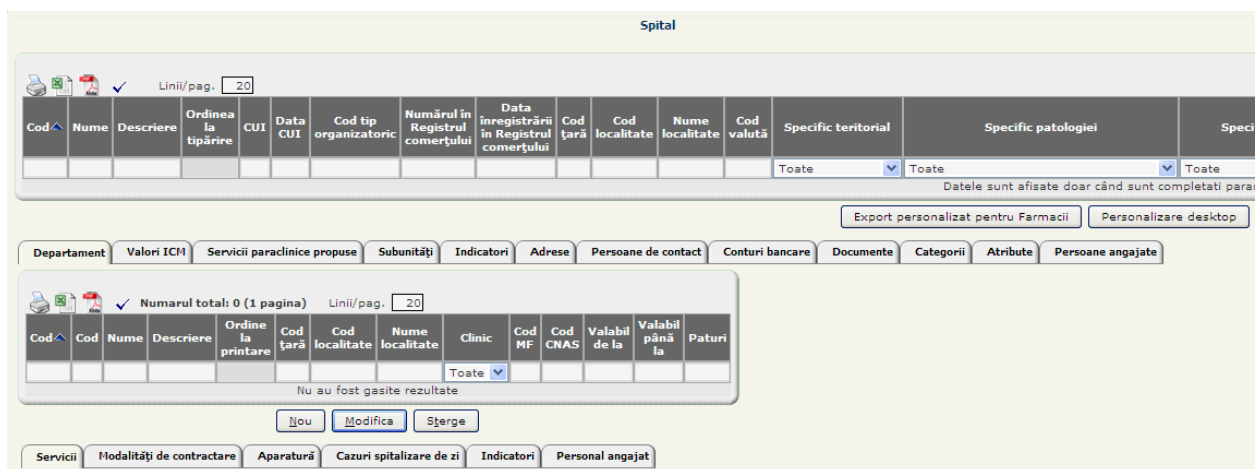 Spital
Linii/pag. 20
Cod Nume Descriere Ordinea la tipărire CUI Data CUI Cod tip organizatoric Numărul în Registrul comerţului Data înregistrării în Registrul comerţului Cod ţară Cod localitate Nume localitate Cod valută Specific teritorial Specific patologiei Speci
Toate Toate Toate
Datele sunt afisate doar când sunt completati para
Export personalizat pentru Farmacii Personalizare desktop
Departament Valori ICM Servicii paraclinice propuse Subunităţi Indicatori Adrese Persoane de contact Conturi bancare Documente Categorii Atribute Persoane angajate
Numarul total: 0 (1 pagina) Linii/pag. 20
Cod Cod Nume Descriere Ordine la printare Cod ţară Cod localitate Nume localitate Clinic Cod MF Cod CNAS Valabil de la Valabil până la Paturi
Toate
Nu au fost gasite rezultate
Nou Modifica Sterge
Servicii Modalităţi de contractare Aparatură Cazuri spitalizare de zi Indicatori Personal angajat